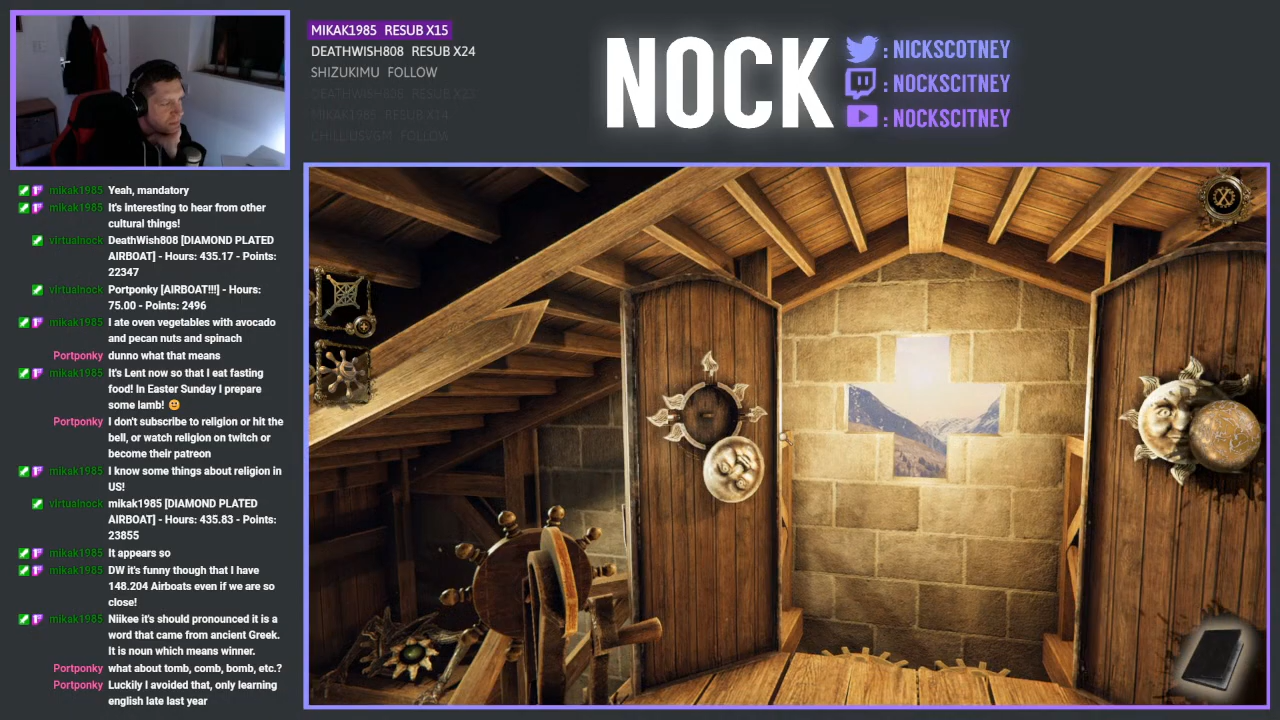 MIKAK1985 RESUB X15
DEATHWISH808 RESUB X24
SHIZUKIMU FOLLOW
DEATHWISH808 RESUB X23
MIKAK1985 RESUB X14
CHILLUSVGM FOLLOW
NOCK
: NICKSCOTNEY
: NOCKSCITNEY
: NOCKSCITNEY
mikak1985 Yeah, mandatory
mikak1985 It's interesting to hear from other
cultural things!
virtualnock DeathWish808 [DIAMOND PLATED
AIRBOAT] - Hours: 435.17 - Points:
22347
virtualnock Portponky [AIRBOAT!!!] - Hours:
75.00 - Points: 2496
mikak1985 I ate oven vegetables with avocado
and pecan nuts and spinach
Portponky dunno what that means
mikak1985 It's Lent now so that I eat fasting
food! In Easter Sunday I prepare
some lamb! 🙂
Portponky I don't subscribe to religion or hit the
bell, or watch religion on twitch or
become their patreon
mikak1985 I know some things about religion in
US!
virtualnock mikak1985 [DIAMOND PLATED
AIRBOAT] - Hours: 435.83 - Points:
23855
mikak1985 It appears so
mikak1985 DW it's funny though that I have
148.204 Airboats even if we are so
close!
mikak1985 Niikee it's should pronounced it is a
word that came from ancient Greek.
It is noun which means winner.
Portponky what about tomb, comb, bomb, etc.?
Portponky Luckily I avoided that, only learning
english late last year